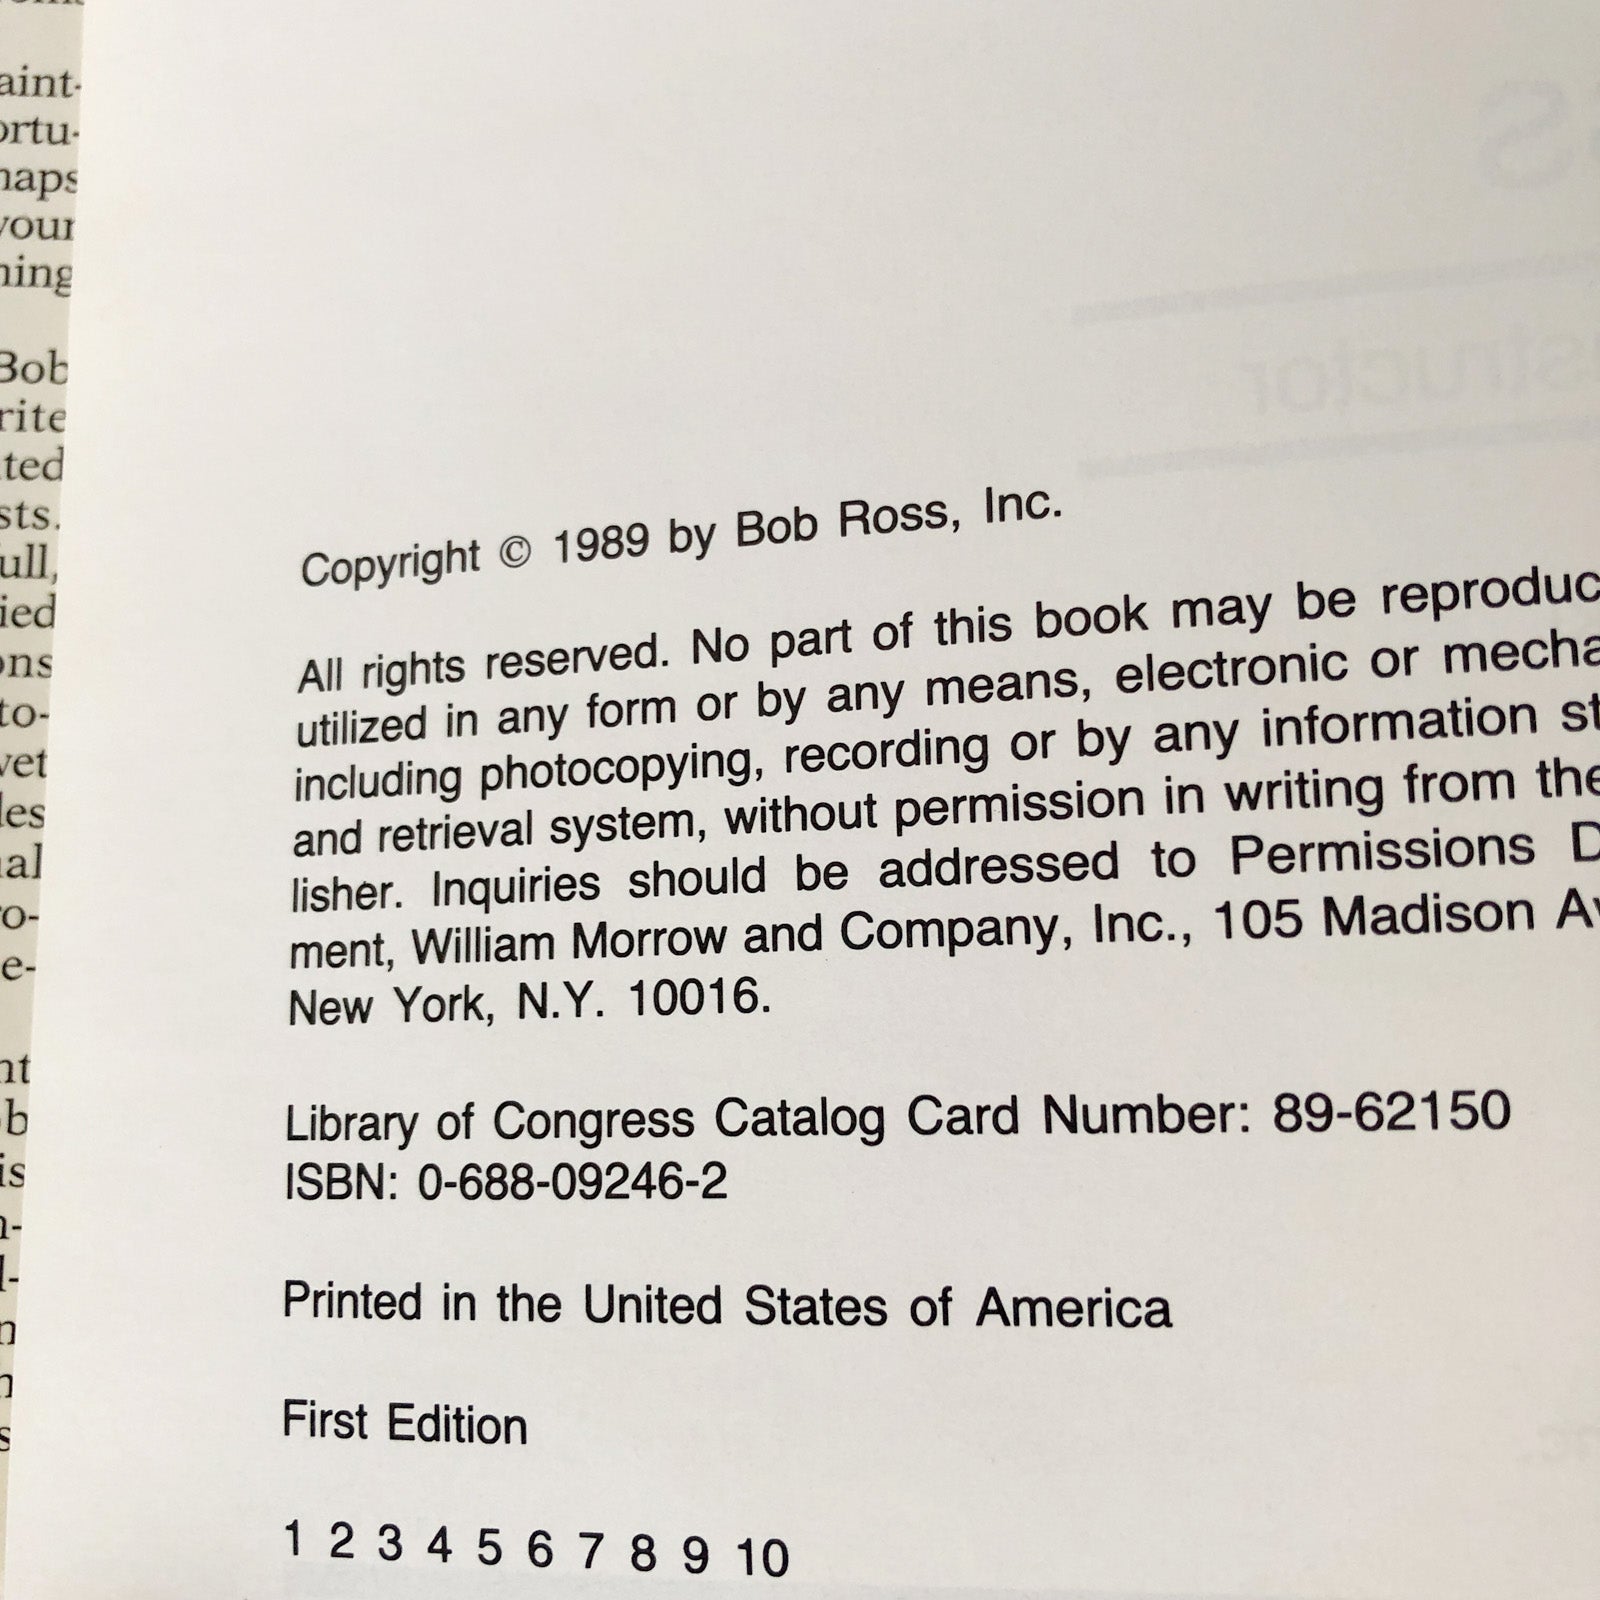 your
Bob
Copyright © 1989 by Bob Ross, Inc.
All rights reserved. No part of this book may be reproduc
utilized in any form or by any means, electronic or mecha
including photocopying, recording or by any information st
and retrieval system, without permission in writing from the
lisher. Inquiries should be addressed to Permissions D
ment, William Morrow and Company, Inc., 105 Madison Av
New York, N.Y. 10016.
Library of Congress Catalog Card Number: 89-62150
ISBN: 0-688-09246-2
Printed in the United States of America
First Edition
1 2 3 4 5 6 7 8 9 10